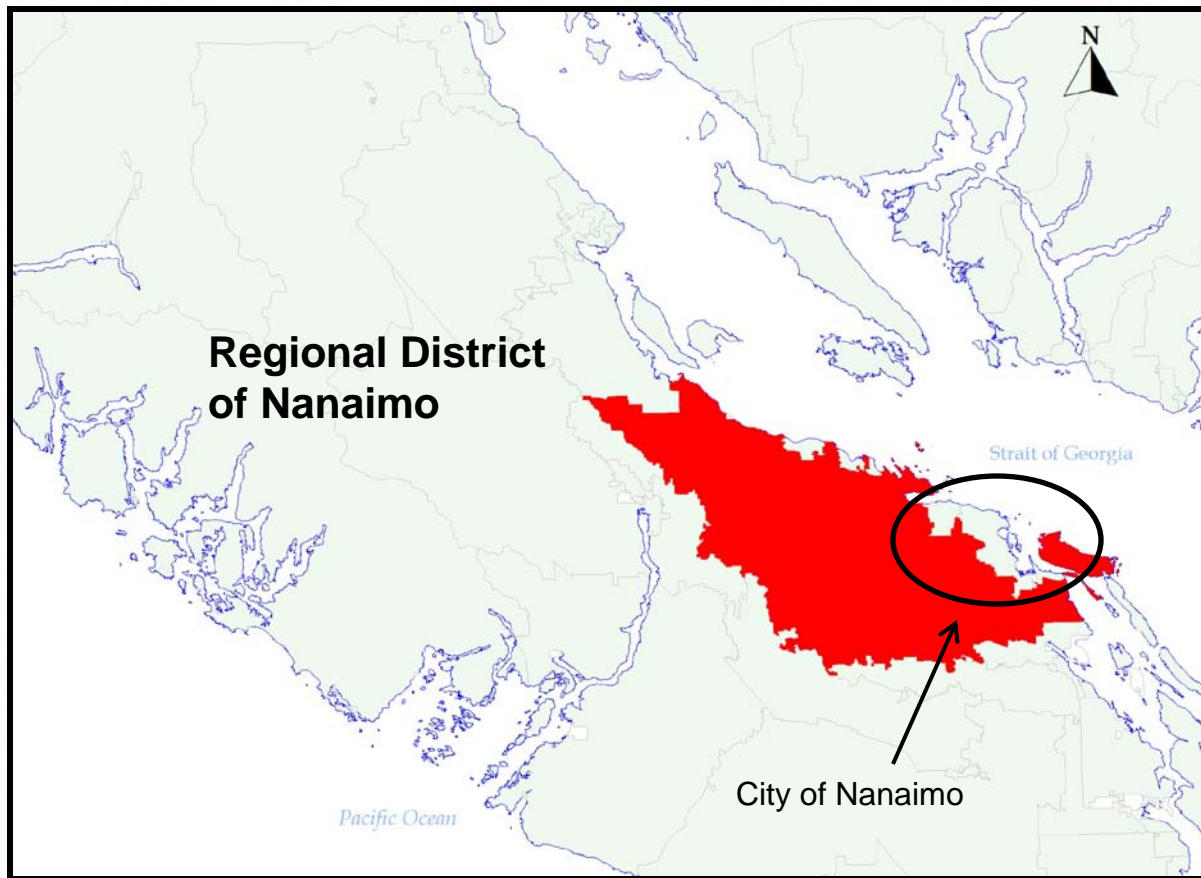 N
Regional District
of Nanaimo
Strait of Georgia
City of Nanaimo
Pacific Ocean